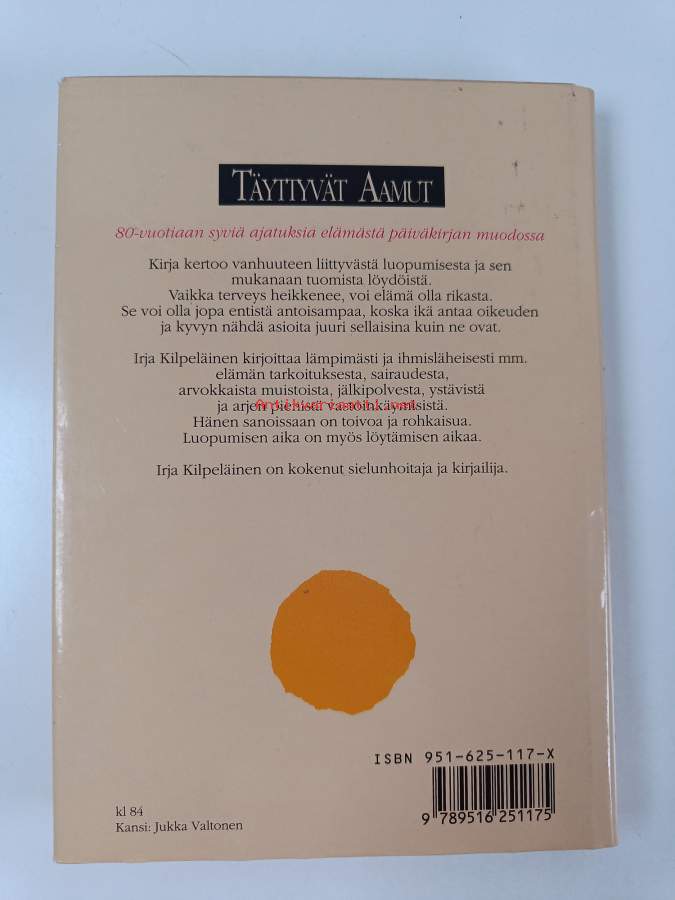 TÄYTTYVÄT AAMUT
80-vuotiaan syviä ajatuksia elämästä päiväkirjan muodossa
Kirja kertoo vanhuuteen liittyvästä luopumisesta ja sen
mukanaan tuomista löydöistä.
Vaikka terveys heikkenee, voi elämä olla rikasta.
Se voi olla jopa entistä antoisampaa, koska ikä antaa oikeuden
ja kyvyn nähdä asioita juuri sellaisina kuin ne ovat.
Irja Kilpeläinen kirjoittaa lämpimästi ja ihmisläheisesti mm.
elämän tarkoituksesta, sairaudesta,
arvokkaista muistoista, jälkipolvesta, ystävistä
ja arjen pienistä vastoinkäymisistä.
Hänen sanoissaan on toivoa ja rohkaisua.
Luopumisen aika on myös löytämisen aikaa.
Irja Kilpeläinen on kokenut sielunhoitaja ja kirjailija.
ISBN 951-625-117-X
9 789516 251175
kl 84
Kansi: Jukka Valtonen